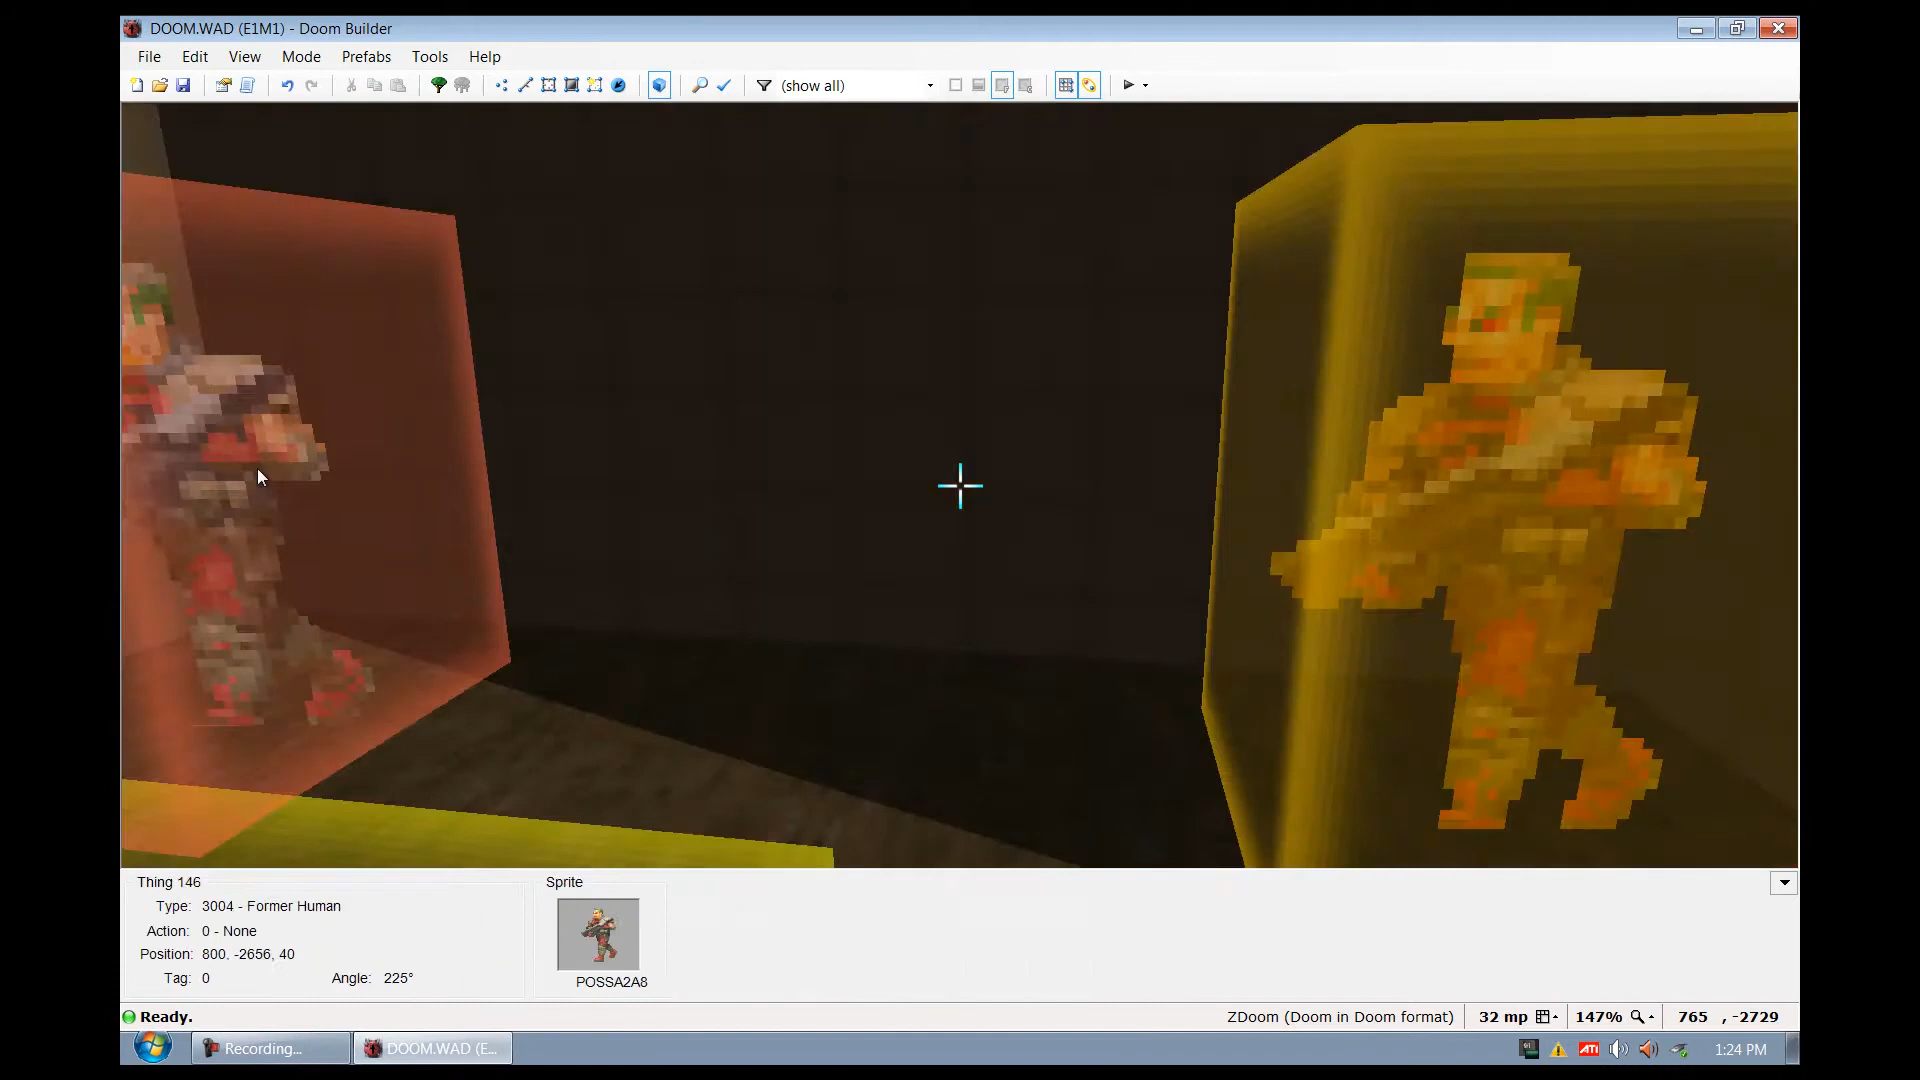 DOOM.WAD (E1M1) - Doom Builder
File Edit View Mode Prefabs Tools Help
(show all)
Thing 146
Type: 3004 - Former Human
Action: 0 - None
Position: 800, -2656, 40
Tag: 0 Angle: 225°
Sprite
POSSA2A8
Ready.
ZDoom (Doom in Doom format) 32 mp 147% 765 , -2729
Recording... DOOM.WAD (E... ATI 1:24 PM